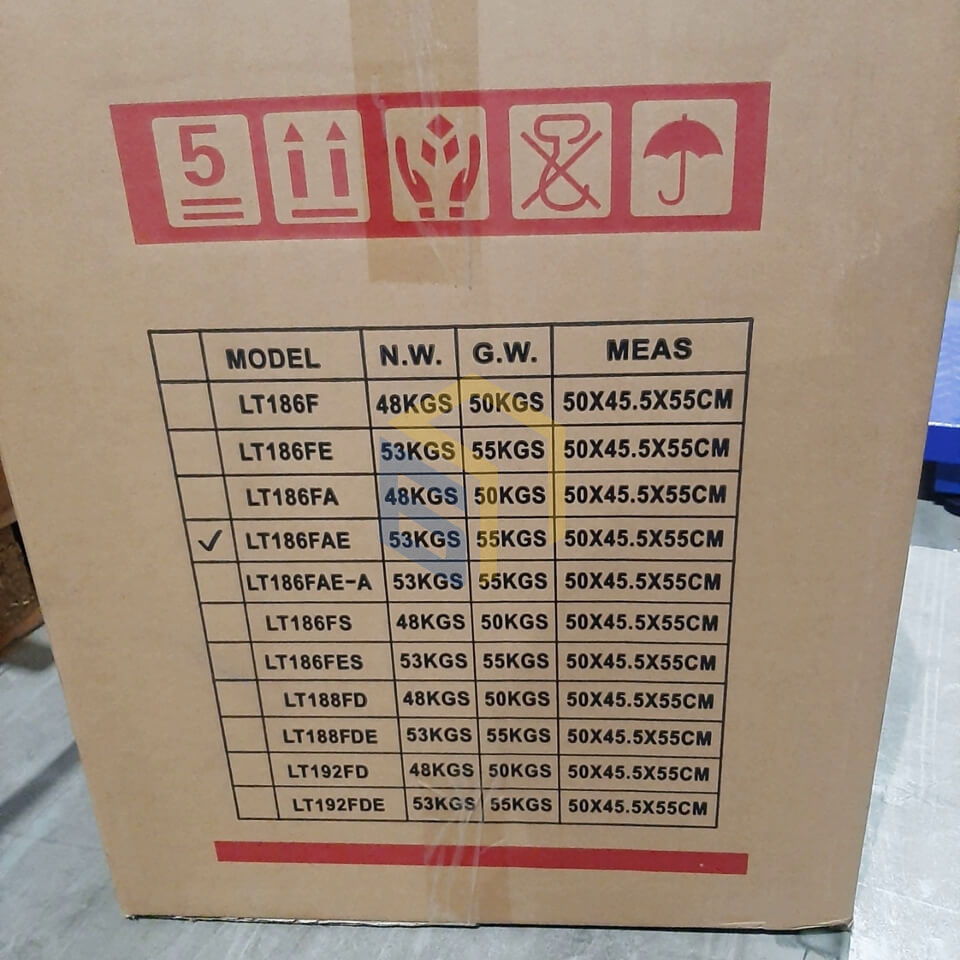 5
MODEL N.W. G.W. MEAS
LT186F 48KGS 50KGS 50X45.5X55CM
LT186FE 53KGS 55KGS 50X45.5X55CM
LT186FA 48KGS 50KGS 50X45.5X55CM
✓ LT186FAE 53KGS 55KGS 50X45.5X55CM
LT186FAE-A 53KGS 55KGS 50X45.5X55CM
LT186FS 48KGS 50KGS 50X45.5X55CM
LT186FES 53KGS 55KGS 50X45.5X55CM
LT188FD 48KGS 50KGS 50X45.5X55CM
LT188FDE 53KGS 55KGS 50X45.5X55CM
LT192FD 48KGS 50KGS 50X45.5X55CM
LT192FDE 53KGS 55KGS 50X45.5X55CM